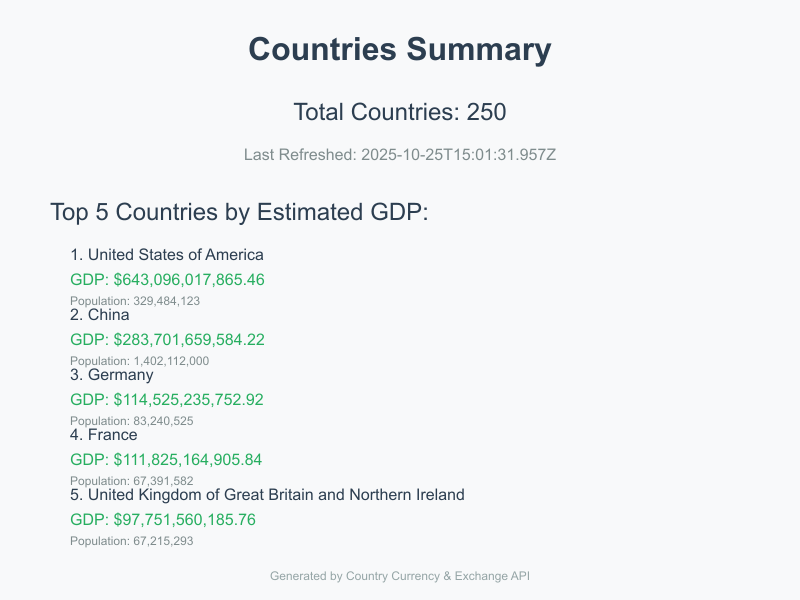 Countries Summary
Total Countries: 250
Last Refreshed: 2025-10-25T15:01:31.957Z
Top 5 Countries by Estimated GDP:
1. United States of America
GDP: $643,096,017,865.46
Population: 329,484,123
2. China
GDP: $283,701,659,584.22
Population: 1,402,112,000
3. Germany
GDP: $114,525,235,752.92
Population: 83,240,525
4. France
GDP: $111,825,164,905.84
Population: 67,391,582
5. United Kingdom of Great Britain and Northern Ireland
GDP: $97,751,560,185.76
Population: 67,215,293
Generated by Country Currency & Exchange API